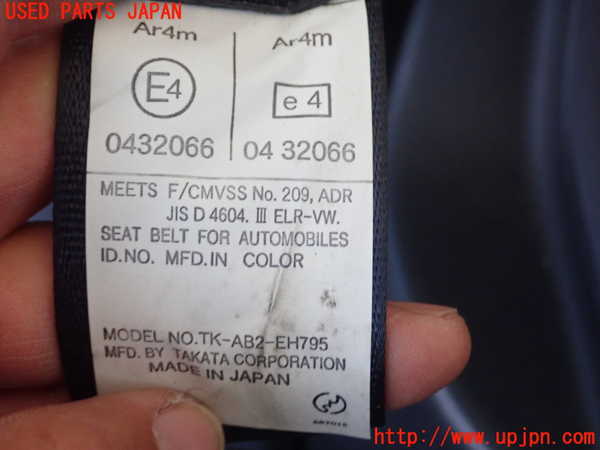 USED PARTS JAPAN
Ar4m Ar4m
E4 e 4
0432066 04 32066
MEETS F/CMVSS No. 209, ADR
JIS D 4604. Ⅲ ELR-VW.
SEAT BELT FOR AUTOMOBILES
ID.NO. MFD.IN COLOR
MODEL NO.TK-AB2-EH795
MFD. BY TAKATA CORPORATION
MADE IN JAPAN
http://www.upjpn.com/